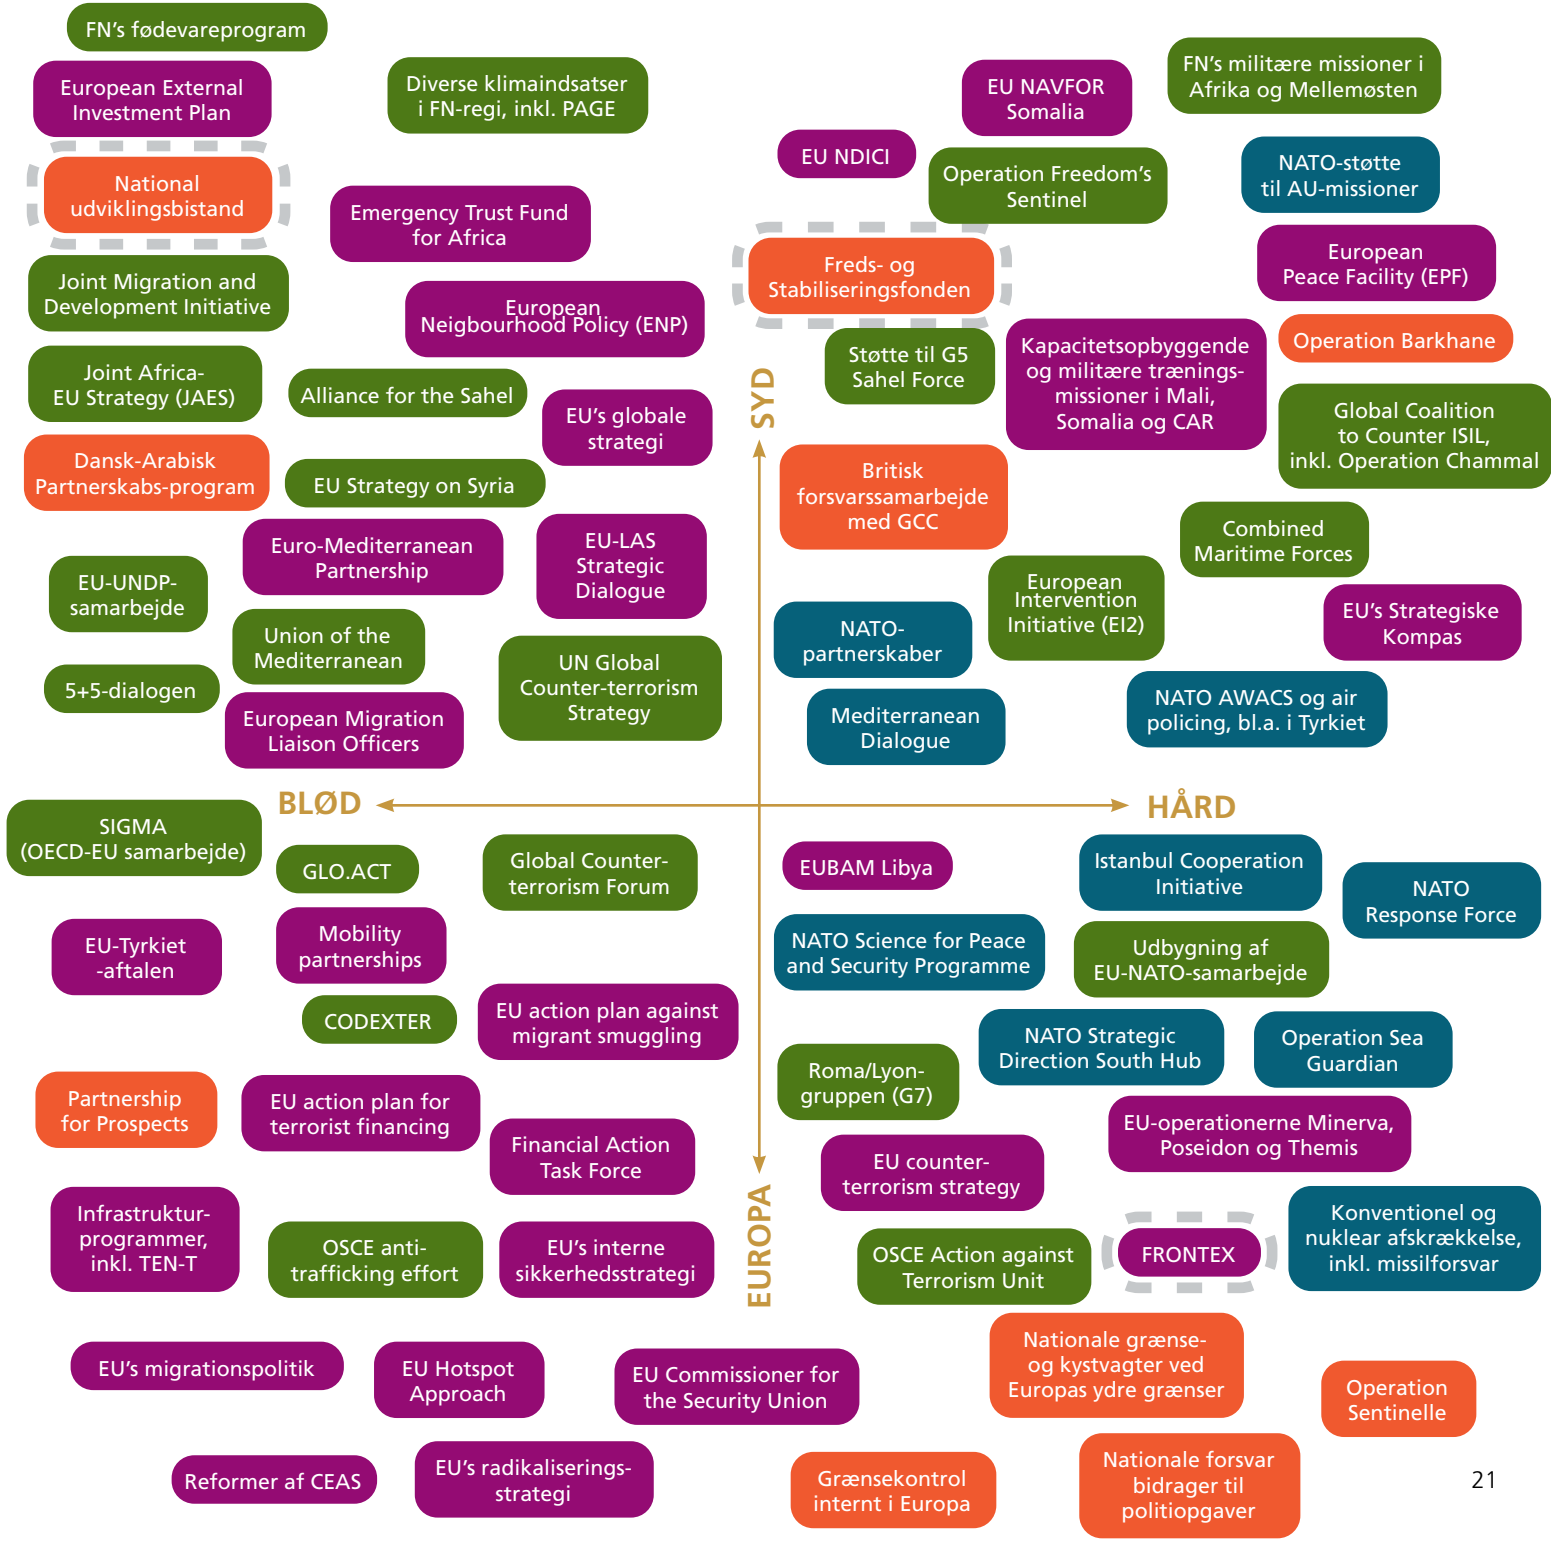 FN's fødevareprogram
European External
Investment Plan
Diverse klimaindsatser
i FN-regi, inkl. PAGE
National
udviklingsbistand
Emergency Trust Fund
for Africa
Joint Migration and
Development Initiative
European
Neigbourhood Policy (ENP)
Joint Africa-
EU Strategy (JAES)
Alliance for the Sahel
EU's globale
strategi
Dansk-Arabisk
Partnerskabs-program
EU Strategy on Syria
Euro-Mediterranean
Partnership
EU-LAS
Strategic
Dialogue
EU-UNDP-
samarbejde
Union of the
Mediterranean
UN Global
Counter-terrorism
Strategy
5+5-dialogen
European Migration
Liaison Officers
EU NAVFOR
Somalia
FN's militære missioner i
Afrika og Mellemøsten
EU NDICI
Operation Freedom's
Sentinel
NATO-støtte
til AU-missioner
Freds- og
Stabiliseringsfonden
European
Peace Facility (EPF)
Støtte til G5
Sahel Force
Kapacitetsopbyggende
og militære trænings-
missioner i Mali,
Somalia og CAR
Operation Barkhane
Global Coalition
to Counter ISIL,
inkl. Operation Chammal
SYD
Britisk
forsvarssamarbejde
med GCC
Combined
Maritime Forces
European
Intervention
Initiative (EI2)
EU's Strategiske
Kompas
NATO-
partnerskaber
Mediterranean
Dialogue
NATO AWACS og air
policing, bl.a. i Tyrkiet
BLØD
HÅRD
SIGMA
(OECD-EU samarbejde)
GLO.ACT
Global Counter-
terrorism Forum
EU-Tyrkiet
-aftalen
Mobility
partnerships
CODEXTER
EU action plan against
migrant smuggling
Partnership
for Prospects
EU action plan for
terrorist financing
Financial Action
Task Force
Infrastruktur-
programmer,
inkl. TEN-T
OSCE anti-
trafficking effort
EU's interne
sikkerhedsstrategi
EU's migrationspolitik
EU Hotspot
Approach
EU Commissioner for
the Security Union
Reformer af CEAS
EU's radikaliserings-
strategi
EUROPA
EUBAM Libya
Istanbul Cooperation
Initiative
NATO
Response Force
NATO Science for Peace
and Security Programme
Udbygning af
EU-NATO-samarbejde
NATO Strategic
Direction South Hub
Operation Sea
Guardian
Roma/Lyon-
gruppen (G7)
EU-operationerne Minerva,
Poseidon og Themis
EU counter-
terrorism strategy
Konventionel og
nuklear afskrækkelse,
inkl. missilforsvar
OSCE Action against
Terrorism Unit
FRONTEX
Nationale grænse-
og kystvagter ved
Europas ydre grænser
Operation
Sentinelle
Grænsekontrol
internt i Europa
Nationale forsvar
bidrager til
politiopgaver
21